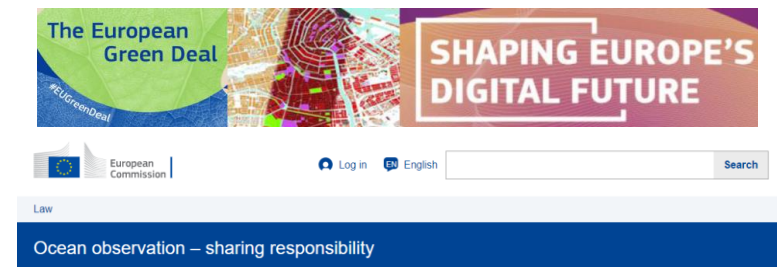 The European
Green Deal
#EUGreenDeal
SHAPING EUROPE'S
DIGITAL FUTURE
European
Commission
Log in
EN English
Search
Law
Ocean observation – sharing responsibility